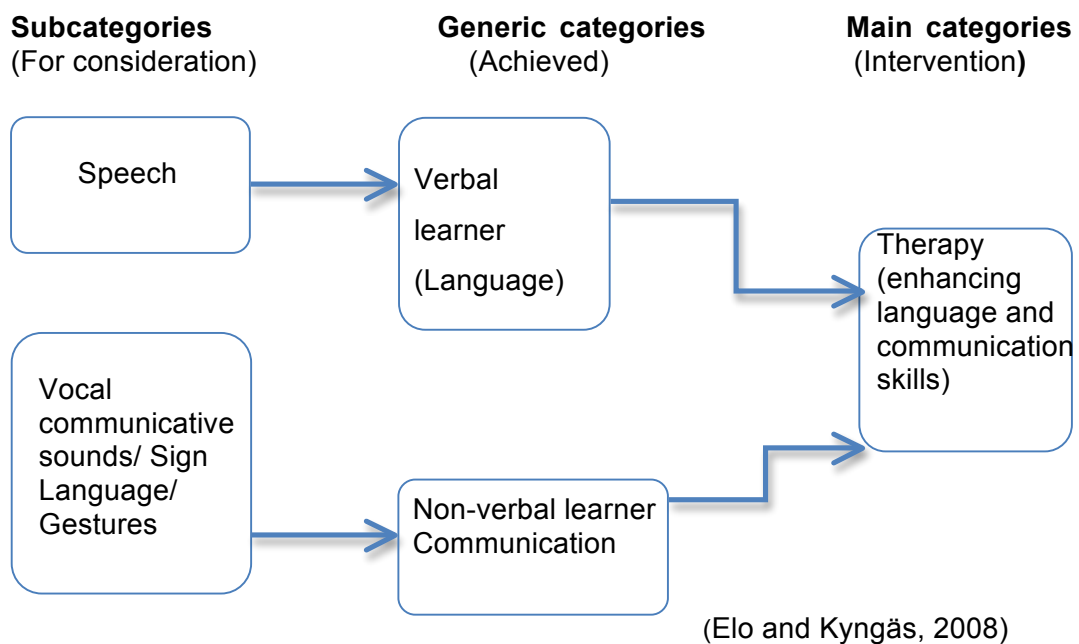 Subcategories
(For consideration)
Generic categories
(Achieved)
Main categories
(Intervention)
Speech
Verbal
learner
(Language)
Therapy
(enhancing
language and
communication
skills)
Vocal
communicative
sounds/ Sign
Language/
Gestures
Non-verbal learner
Communication
(Elo and Kyngäs, 2008)